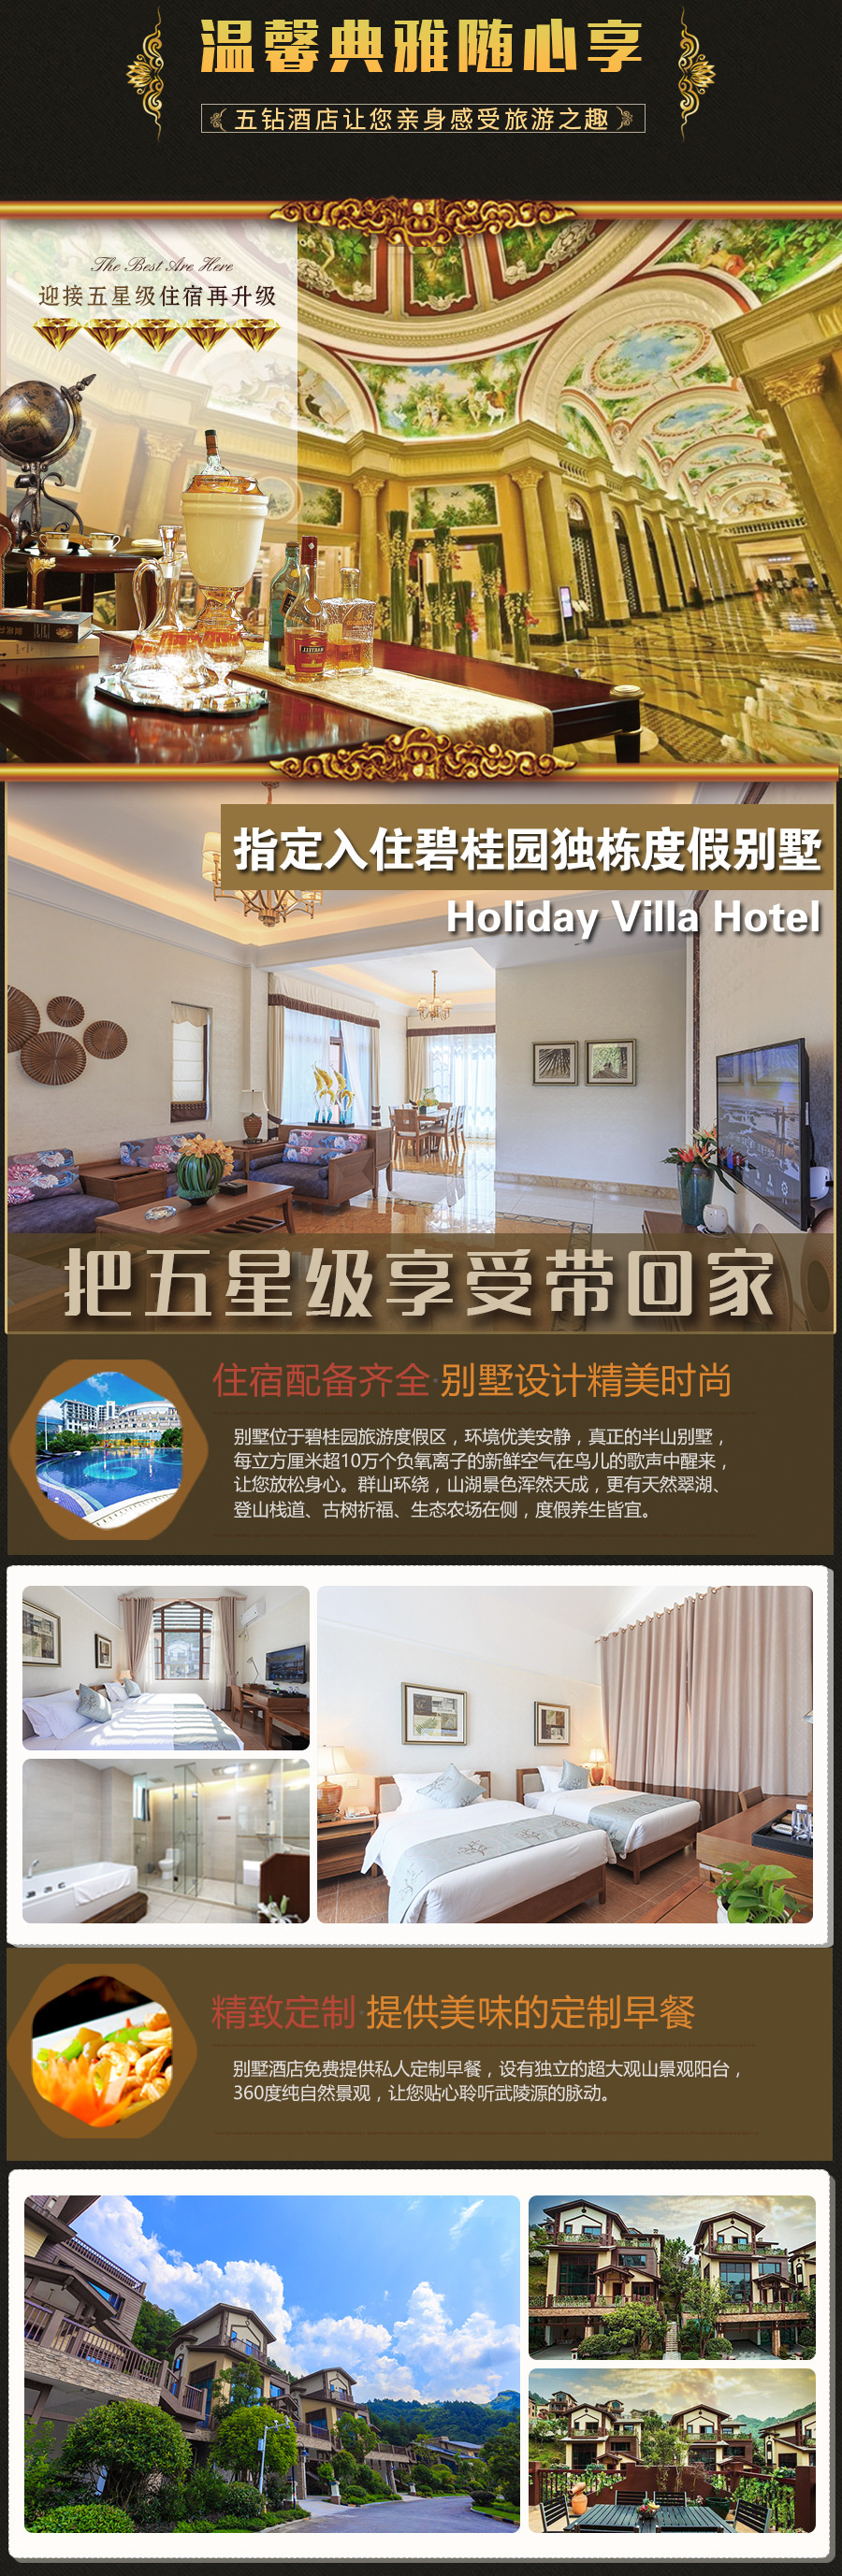 温馨典雅随心享
五钻酒店让您亲身感受旅游之趣
The Best Are Here
迎接五星级住宿再升级
MARTELL
指定入住碧桂园独栋度假别墅
Holiday Villa Hotel
把五星级享受带回家
住宿配备齐全·别墅设计精美时尚
别墅位于碧桂园旅游度假区，环境优美安静，真正的半山别墅，
每立方厘米超10万个负氧离子的新鲜空气在鸟儿的歌声中醒来，
让您放松身心。群山环绕，山湖景色浑然天成，更有天然翠湖、
登山栈道、古树祈福、生态农场在侧，度假养生皆宜。
精致定制·提供美味的定制早餐
别墅酒店免费提供私人定制早餐，设有独立的超大观山景观阳台，
360度纯自然景观，让您贴心聆听武陵源的脉动。